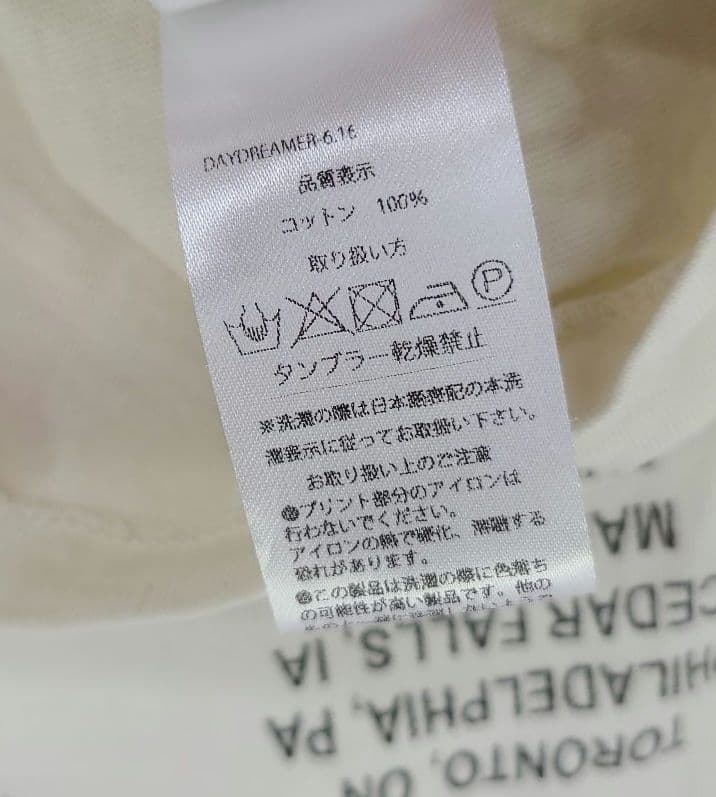 DAYDREAMER-6.16
品質表示
コットン 100%
取り扱い方
P
タンブラー乾燥禁止
※洗濯の際は日本語表記の本洗
濯表示に従ってお取扱い下さい。
お取り扱い上のご注意
プリント部分のアイロンは
行わないでください。
アイロンの熱で硬化、溶融する
恐れがあります。
この製品は洗濯の際に色落ち
の可能性が高い製品です。他の
MA
CEDAR FALLS, IA
PHILADELPHIA, PA
TORONTO, ON